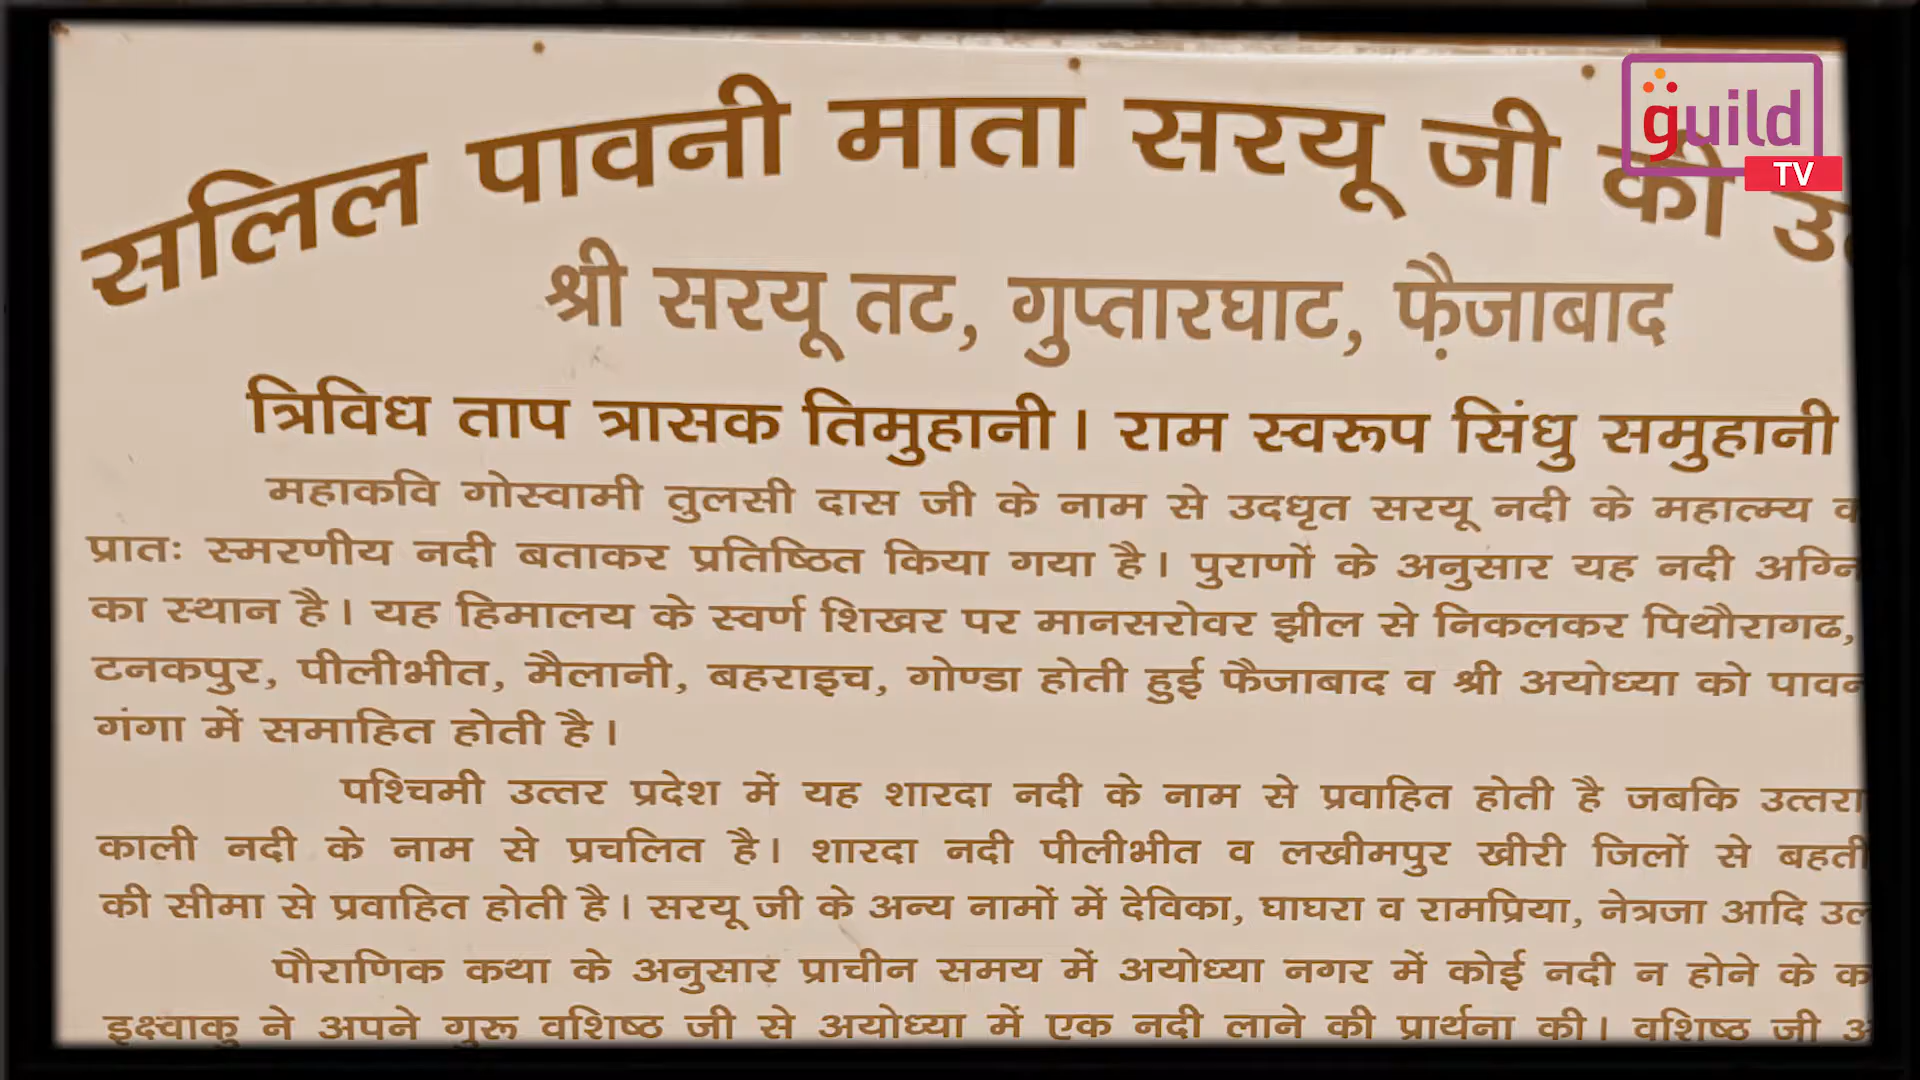 सलिल पावनी माता सरयू जी की
श्री सरयू तट, गुप्तारघाट, फै़जाबाद
त्रिविध ताप त्रासक तिमुहानी। राम स्वरूप सिंधु समुहानी
महाकवि गोस्वामी तुलसी दास जी के नाम से उदधृत सरयू नदी के महात्म्य
प्रातः स्मरणीय नदी बताकर प्रतिष्ठित किया गया है। पुराणों के अनुसार यह नदी अग्नि
का स्थान है। यह हिमालय के स्वर्ण शिखर पर मानसरोवर झील से निकलकर पिथौरागढ,
टनकपुर, पीलीभीत, मैलानी, बहराइच, गोण्डा होती हुई फैजाबाद व श्री अयोध्या को
गंगा में समाहित होती है।
पश्चिमी उत्तर प्रदेश में यह शारदा नदी के नाम से प्रवाहित होती है जबकि
काली नदी के नाम से प्रचलित है। शारदा नदी पीलीभीत व लखीमपुर खीरी जिलों से बहती
की सीमा से प्रवाहित होती है। सरयू जी के अन्य नामों में देविका, घाघरा व रामप्रिया, नेत्रजा आदि
पौराणिक कथा के अनुसार प्राचीन समय में अयोध्या नगर में कोई नदी न होने के
इक्ष्वाकु ने अपने गुरू वशिष्ठ जी से अयोध्या में एक नदी लाने की प्रार्थना की। वशिष्ठ जी
guild
TV